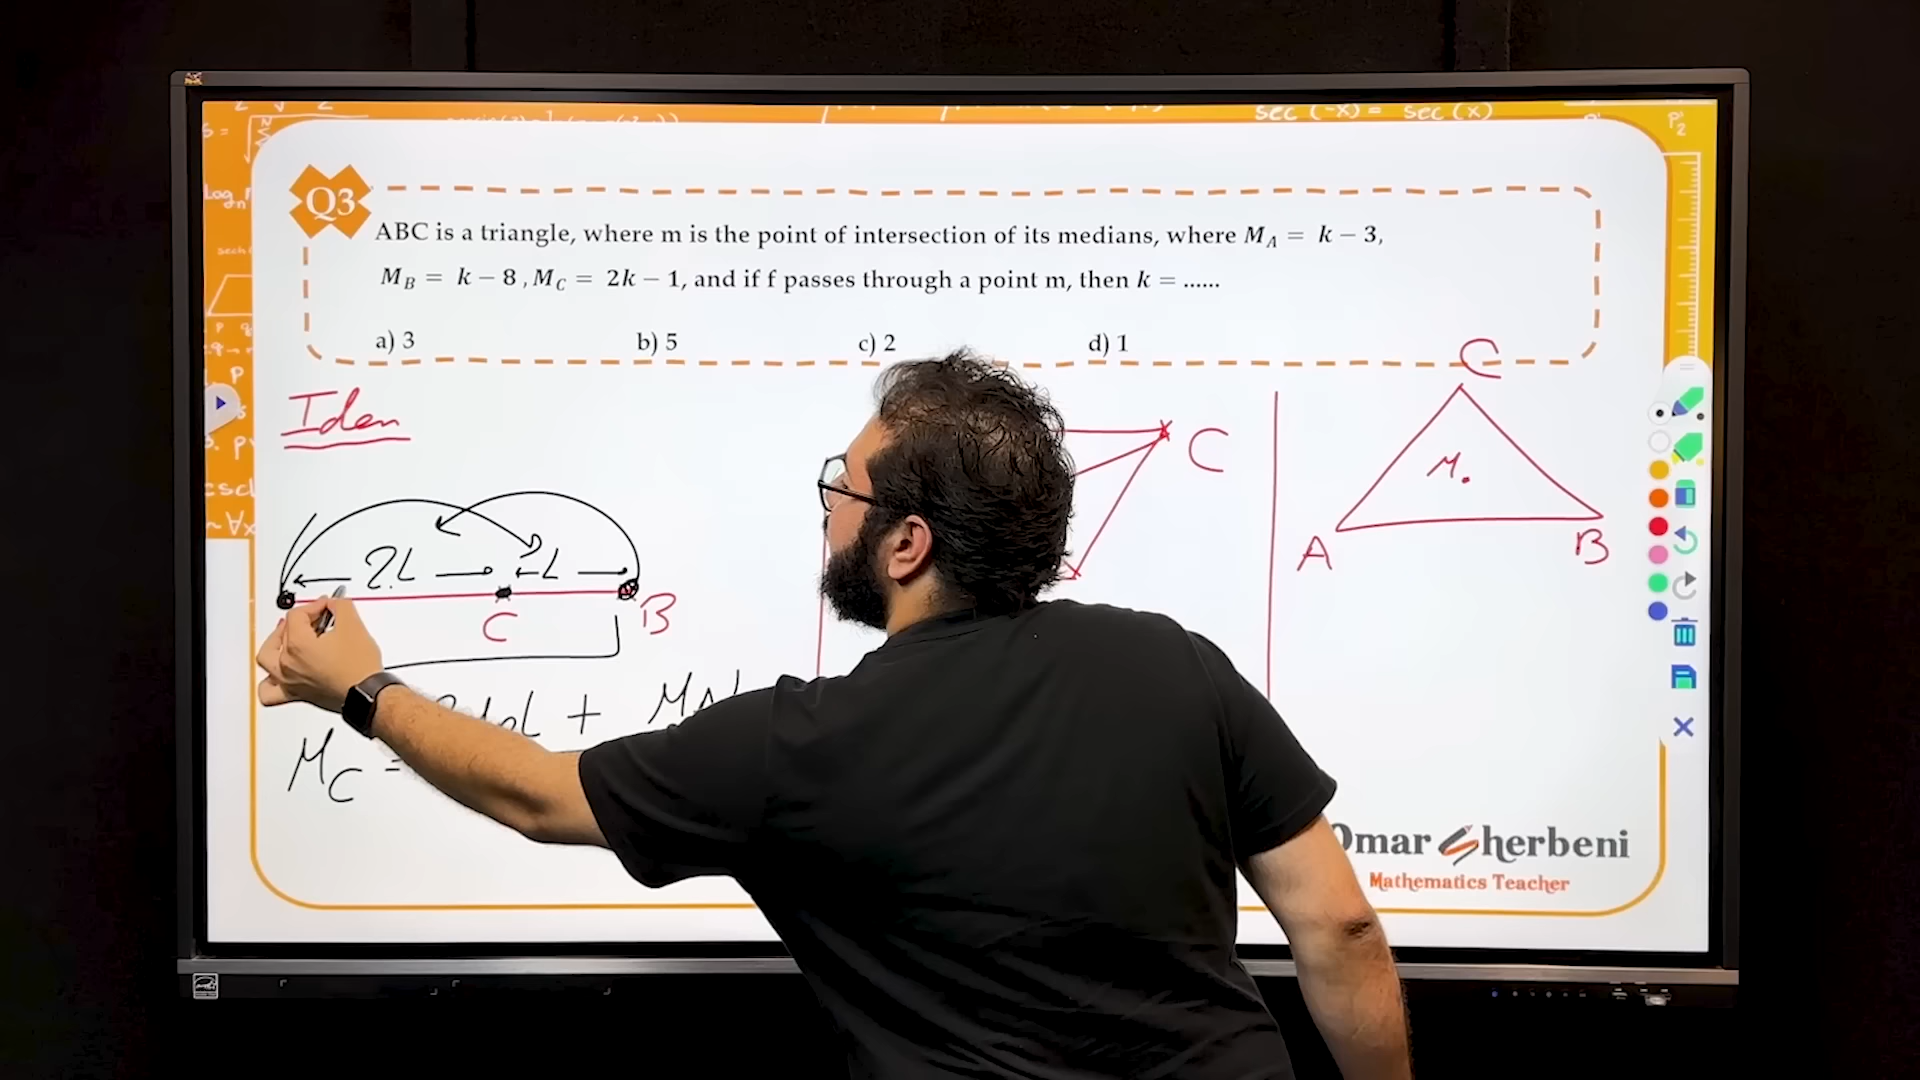 sec (-x) = sec (x)
Q3
ABC is a triangle, where m is the point of intersection of its medians, where M_A = k − 3,
M_B = k − 8 , M_C = 2k − 1, and if f passes through a point m, then k = ......
a) 3 b) 5 c) 2 d) 1
Iden
2L L
C B
M_C =
C
C
M.
A B
Omar Sherbeni
Mathematics Teacher